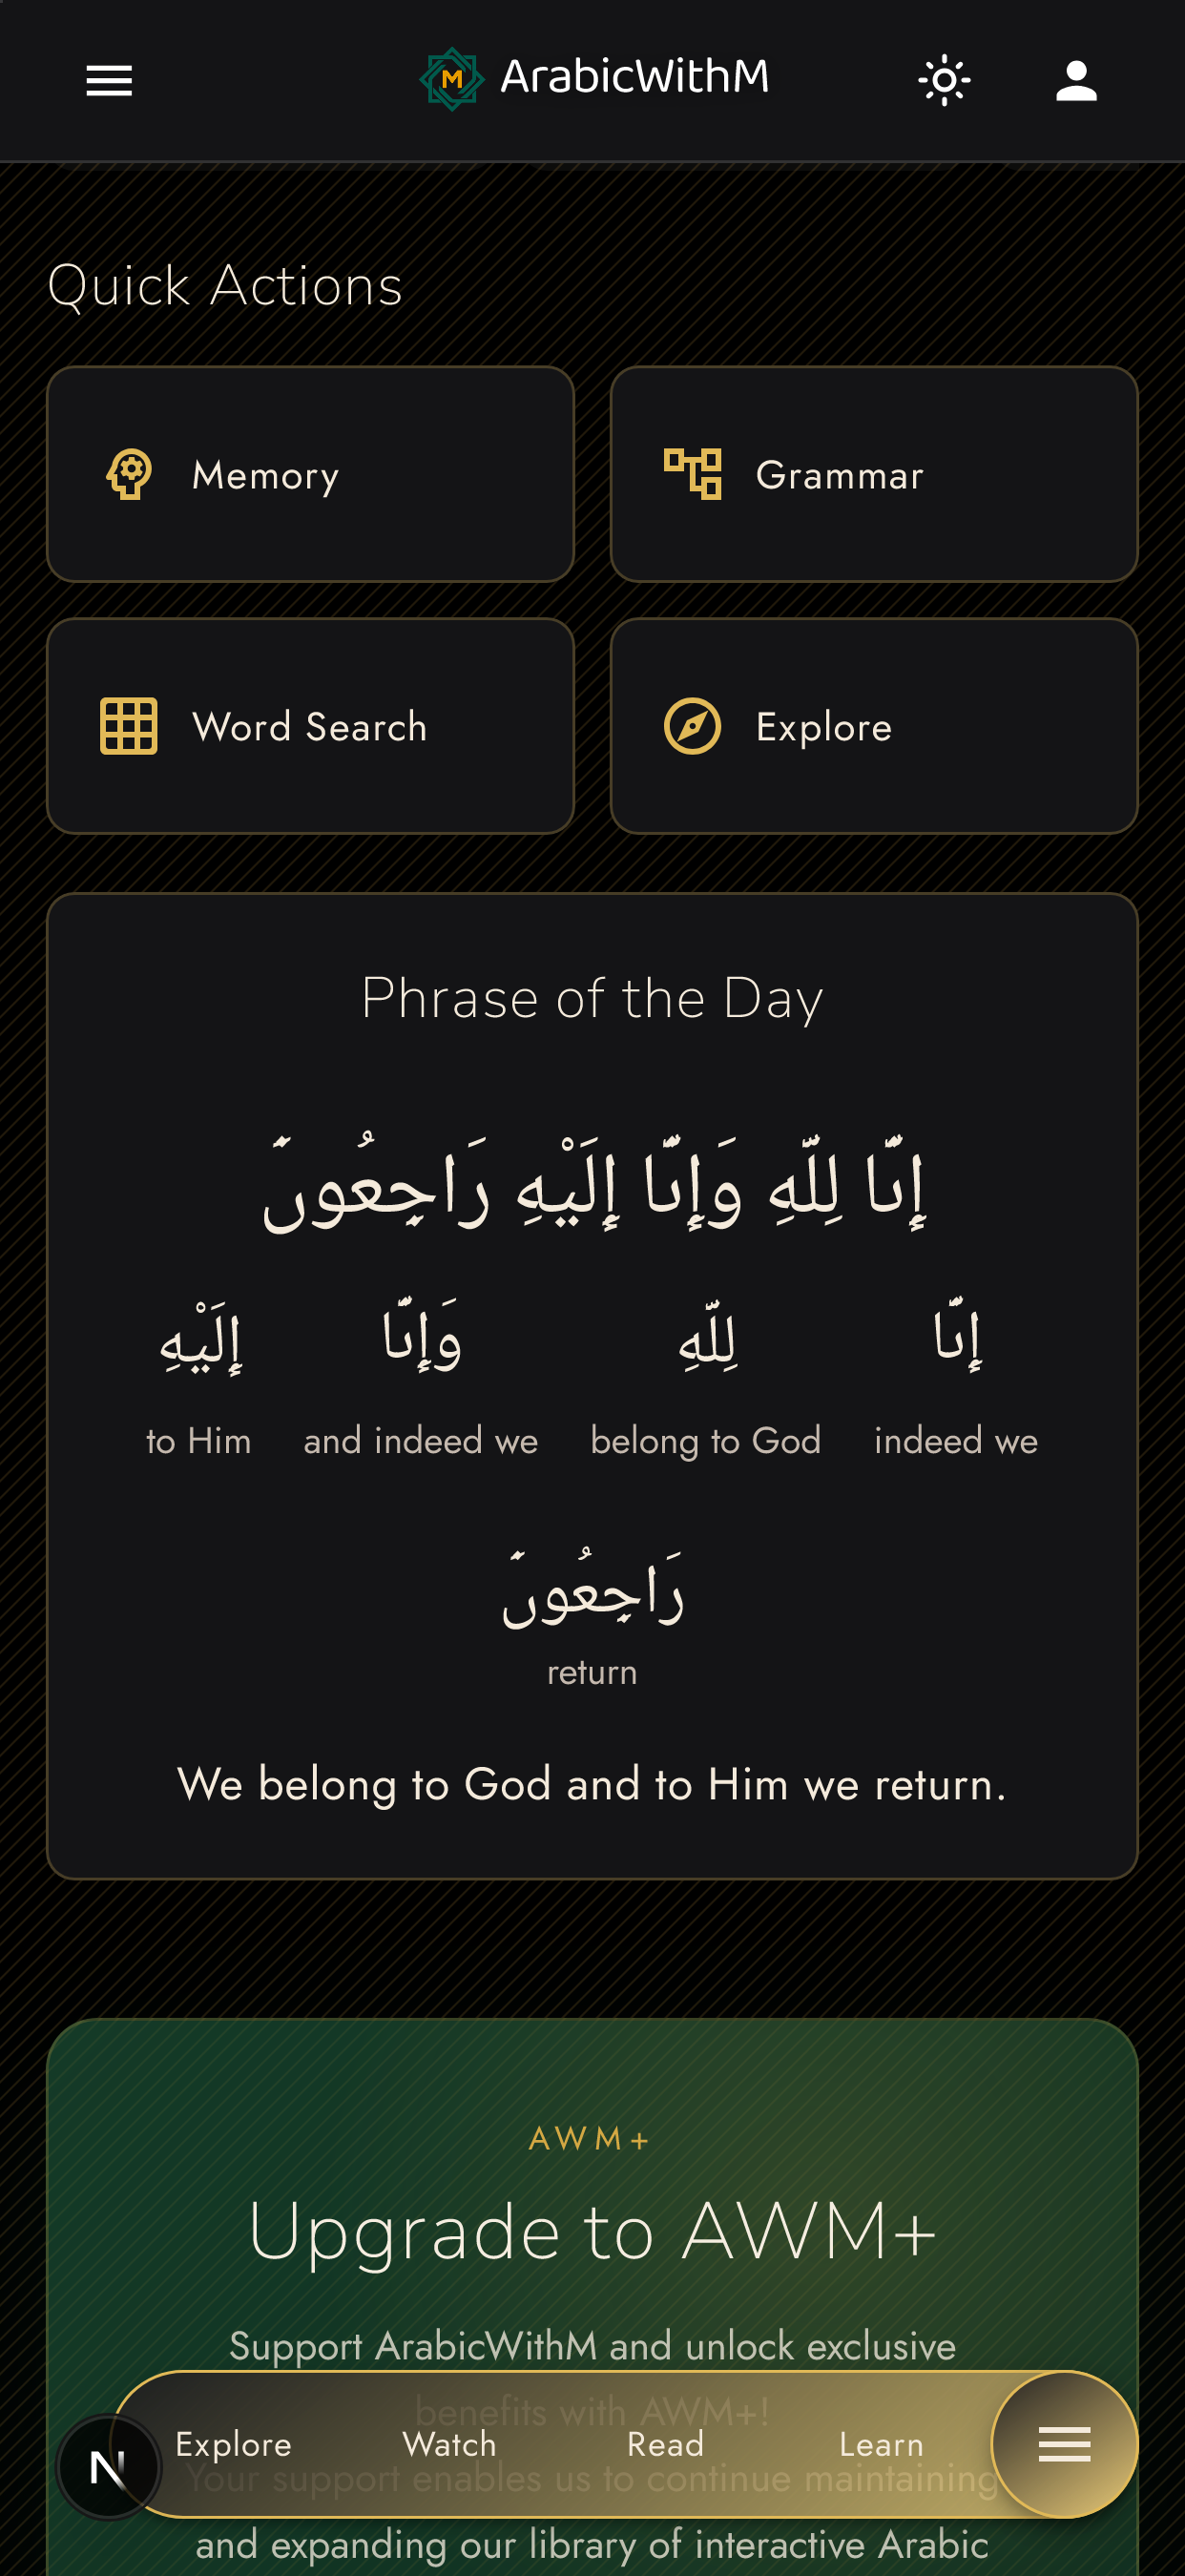 M ArabicWithM
Quick Actions
Memory
Grammar
Word Search
Explore
Phrase of the Day
إِنَّا لِلّهِ وَإِنَّا إِلَيْهِ رَاجِعُونَ
إِنَّا
لِلّهِ
وَإِنَّا
إِلَيْهِ
indeed we
belong to God
and indeed we
to Him
رَاجِعُونَ
return
We belong to God and to Him we return.
AWM+
Upgrade to AWM+
Support ArabicWithM and unlock exclusive
benefits with AWM+!
Explore
Watch
Read
Learn
N
Your support enables us to continue maintaining
and expanding our library of interactive Arabic